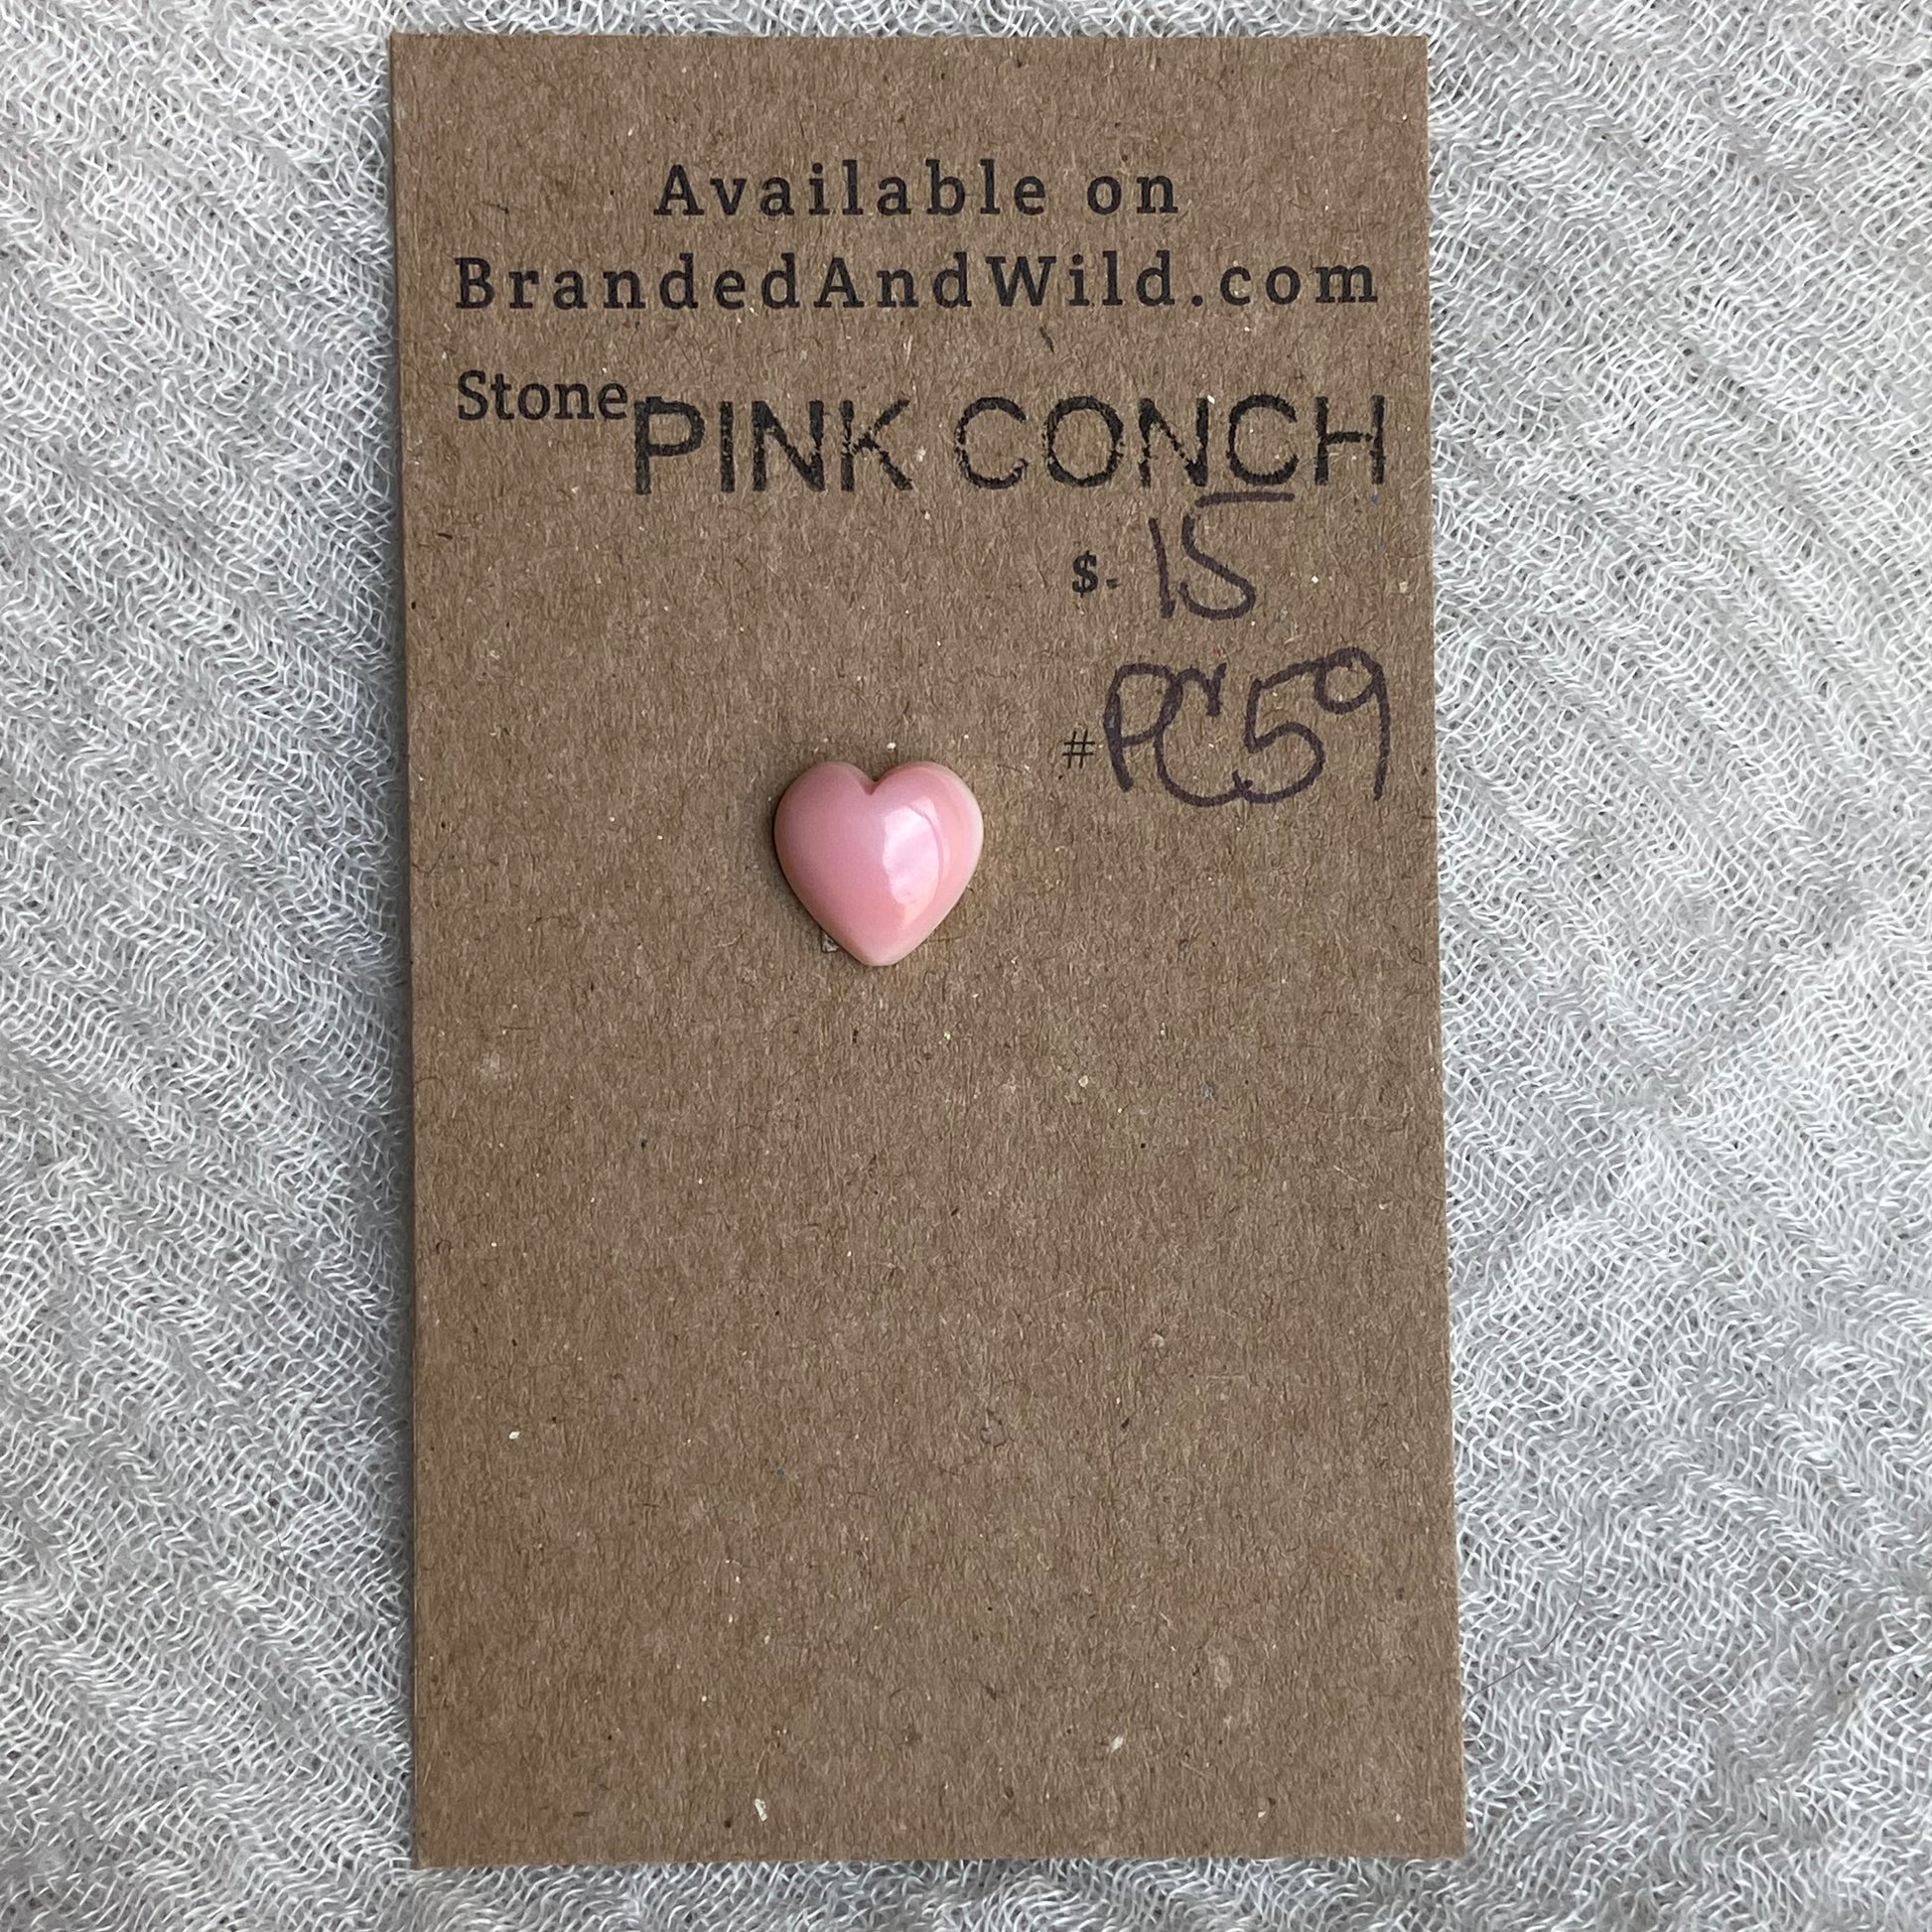 Available on
BrandedAndWild.com
Stone PINK CONCH
$- 15
#PC59